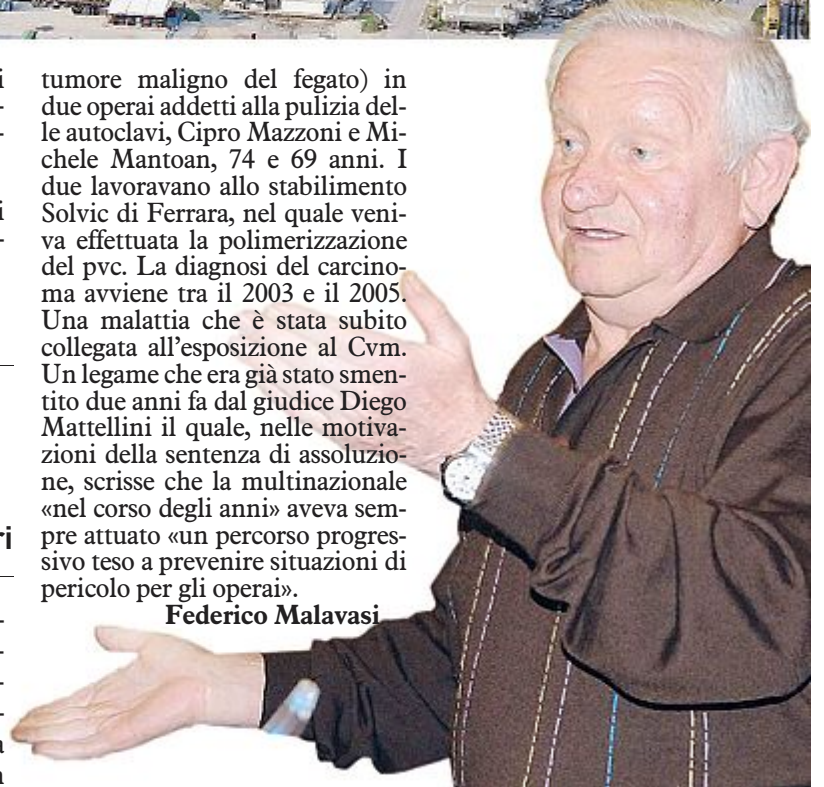 tumore maligno del fegato) in
due operai addetti alla pulizia del-
le autoclavi, Cipro Mazzoni e Mi-
chele Mantoan, 74 e 69 anni. I
due lavoravano allo stabilimento
Solvic di Ferrara, nel quale veni-
va effettuata la polimerizzazione
del pvc. La diagnosi del carcino-
ma avviene tra il 2003 e il 2005.
Una malattia che è stata subito
collegata all'esposizione al Cvm.
Un legame che era già stato smen-
tito due anni fa dal giudice Diego
Mattellini il quale, nelle motiva-
zioni della sentenza di assoluzio-
ne, scrisse che la multinazionale
«nel corso degli anni» aveva sem-
pre attuato «un percorso progres-
sivo teso a prevenire situazioni di
pericolo per gli operai».
Federico Malavasi